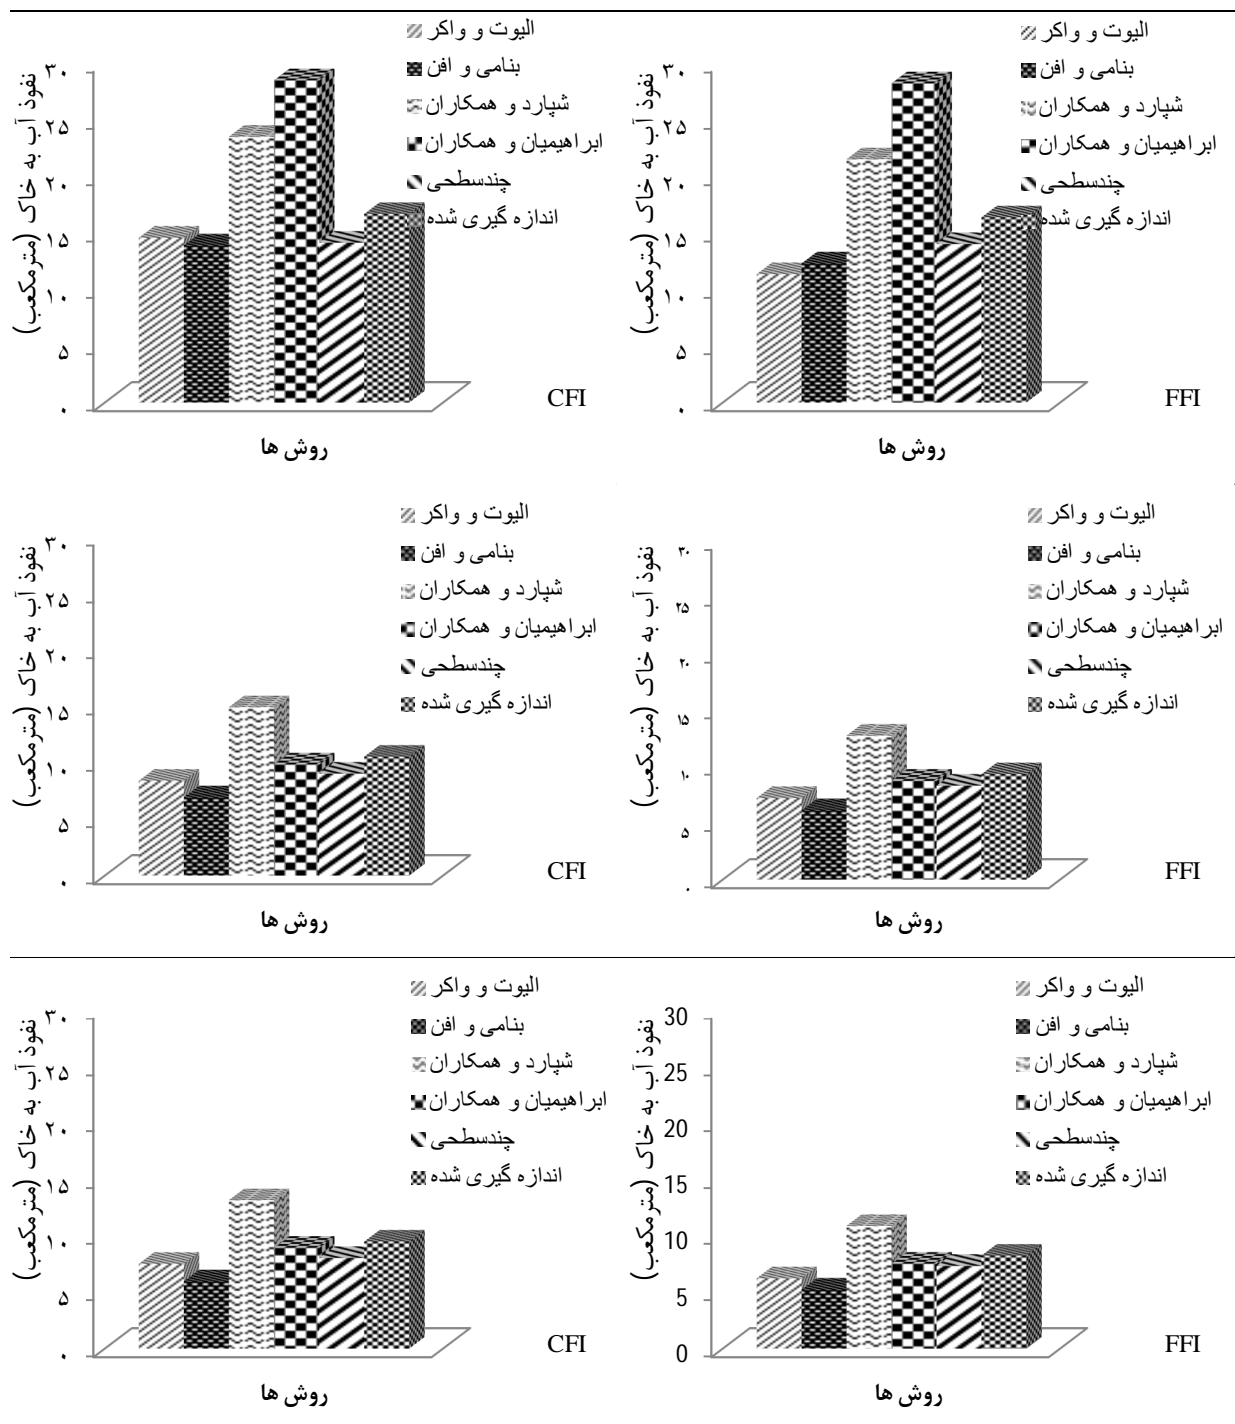 نفوذ آب به خاک (مترمکعب)
۳۰
۲۵
۲۰
۱۵
۱۰
۵
۰
الیوت و واکر
بنامی و افن
شپارد و همکاران
ابراهیمیان و همکاران
چندسطحی
اندازه گیری شده
CFI
روش ها
نفوذ آب به خاک (مترمکعب)
۳۰
۲۵
۲۰
۱۵
۱۰
۵
۰
الیوت و واکر
بنامی و افن
شپارد و همکاران
ابراهیمیان و همکاران
چندسطحی
اندازه گیری شده
FFI
روش ها
نفوذ آب به خاک (مترمکعب)
۳۰
۲۵
۲۰
۱۵
۱۰
۵
۰
الیوت و واکر
بنامی و افن
شپارد و همکاران
ابراهیمیان و همکاران
چندسطحی
اندازه گیری شده
CFI
روش ها
نفوذ آب به خاک (مترمکعب)
۳۰
۲۵
۲۰
۱۵
۱۰
۵
۰
الیوت و واکر
بنامی و افن
شپارد و همکاران
ابراهیمیان و همکاران
چندسطحی
اندازه گیری شده
FFI
روش ها
نفوذ آب به خاک (مترمکعب)
۳۰
۲۵
۲۰
۱۵
۱۰
۵
۰
الیوت و واکر
بنامی و افن
شپارد و همکاران
ابراهیمیان و همکاران
چندسطحی
اندازه گیری شده
CFI
روش ها
نفوذ آب به خاک (مترمکعب)
30
25
20
15
10
5
0
الیوت و واکر
بنامی و افن
شپارد و همکاران
ابراهیمیان و همکاران
چندسطحی
اندازه گیری شده
FFI
روش ها